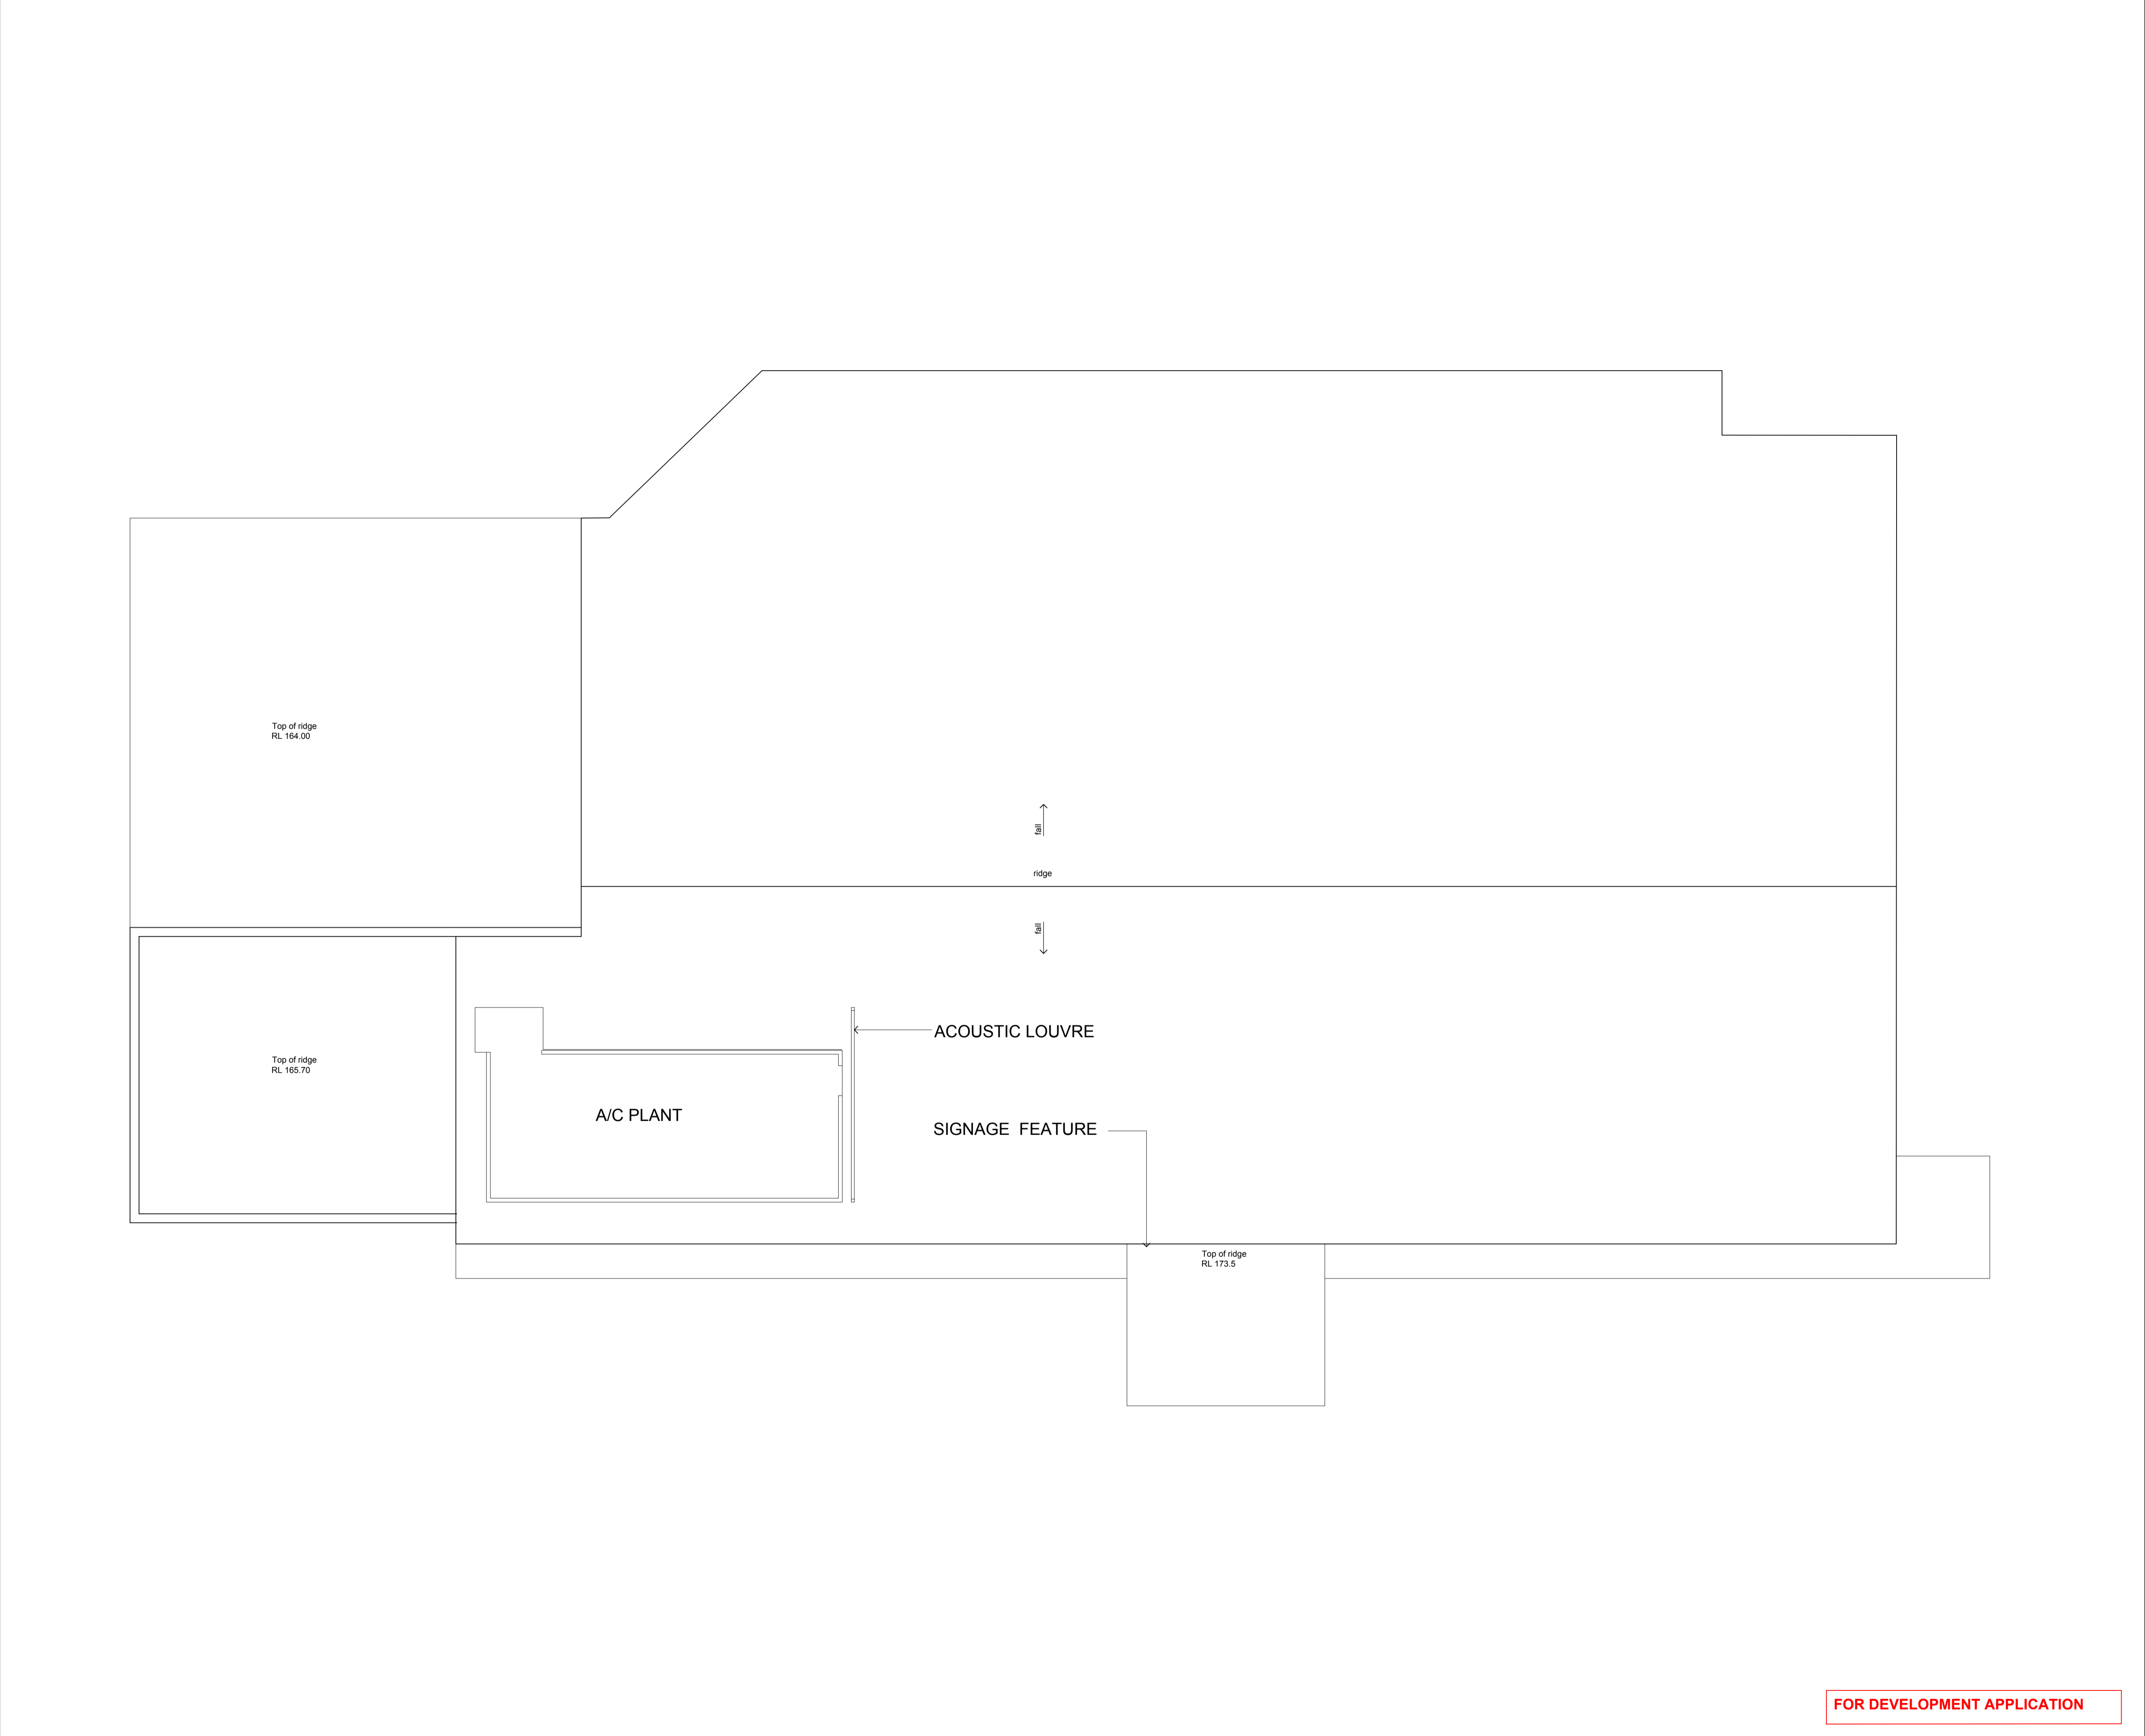 Top of ridge
RL 164.00
fall
ridge
fall
ACOUSTIC LOUVRE
Top of ridge
RL 165.70
A/C PLANT
SIGNAGE  FEATURE
Top of ridge
RL 173.5
FOR DEVELOPMENT APPLICATION